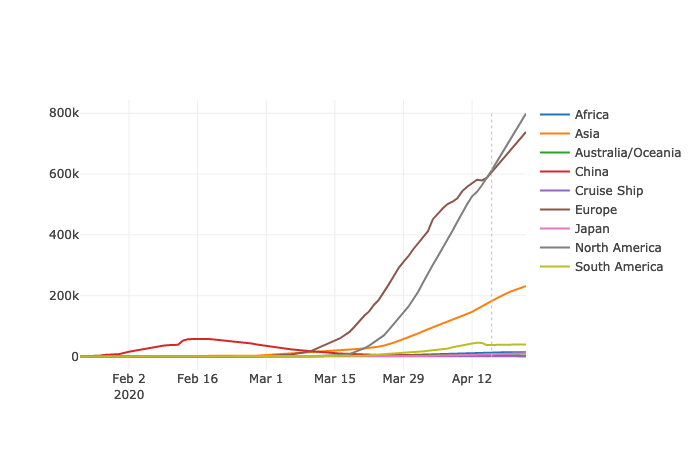 800k
600k
400k
200k
0
Feb 2
2020
Feb 16
Mar 1
Mar 15
Mar 29
Apr 12
Africa
Asia
Australia/Oceania
China
Cruise Ship
Europe
Japan
North America
South America